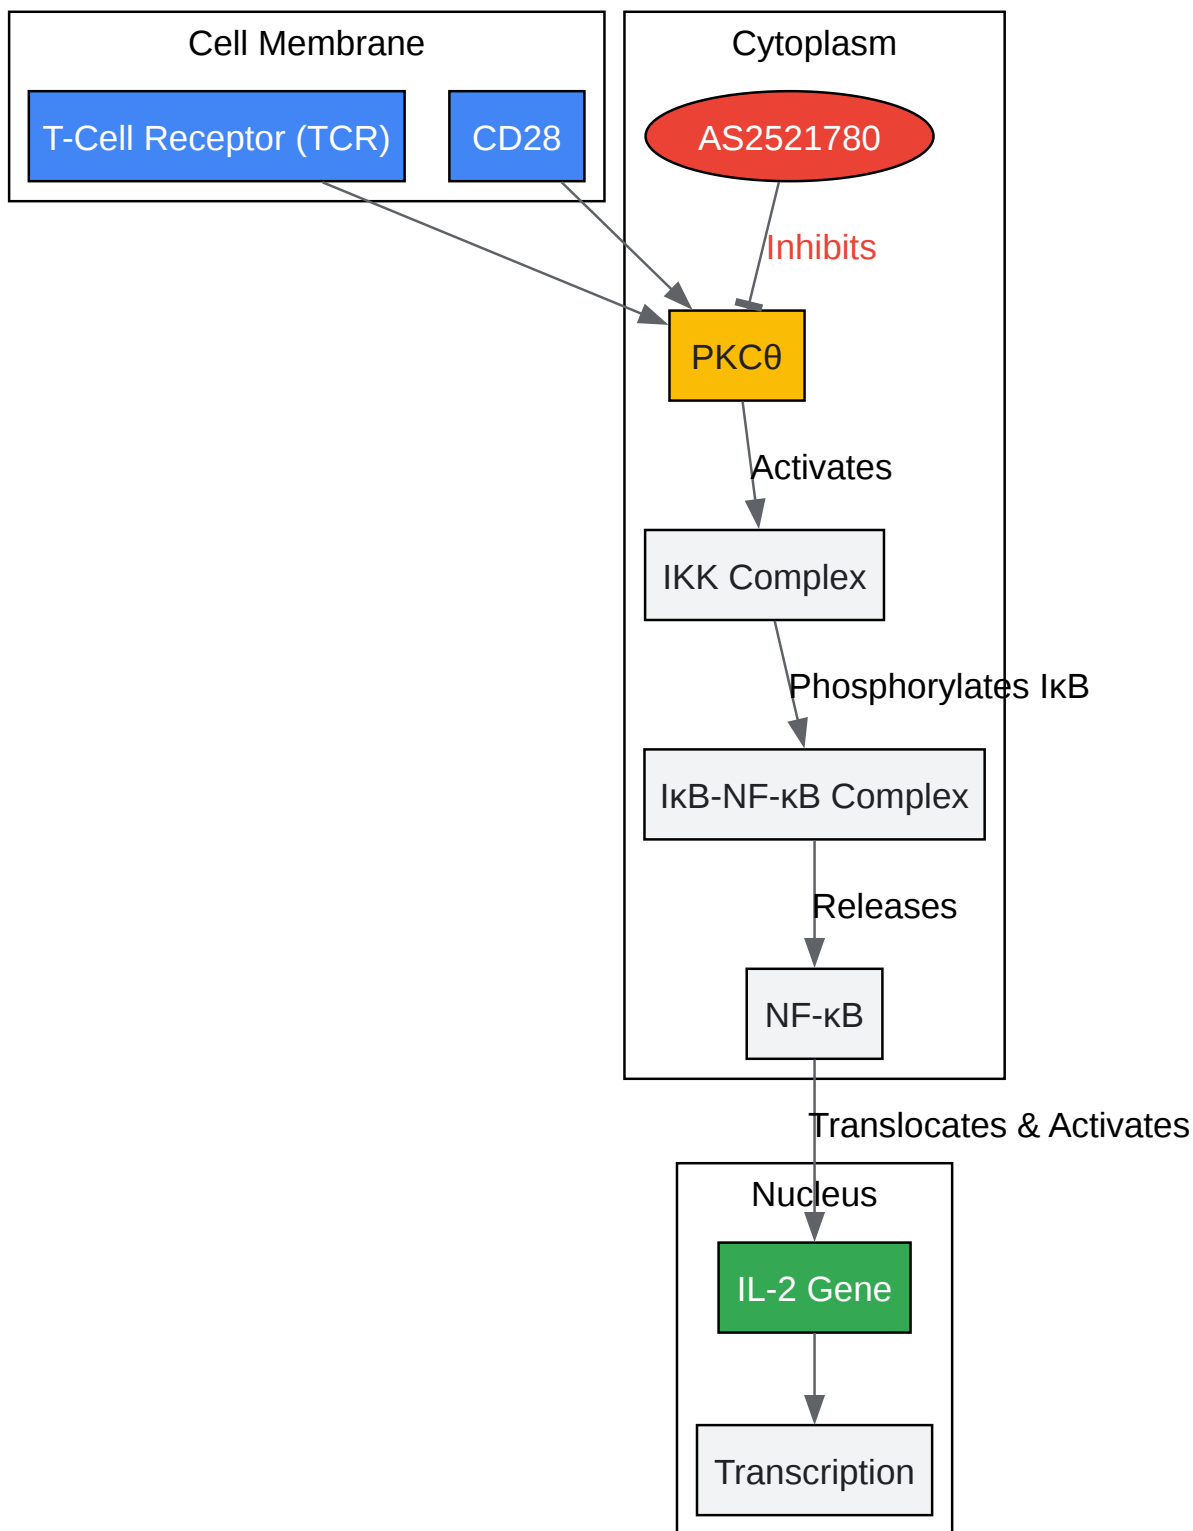 Cell Membrane
Cytoplasm
T-Cell Receptor (TCR)
CD28
AS2521780
Inhibits
PKCθ
Activates
IKK Complex
Phosphorylates IκB
IκB-NF-κB Complex
Releases
NF-κB
Translocates & Activates
Nucleus
IL-2 Gene
Transcription